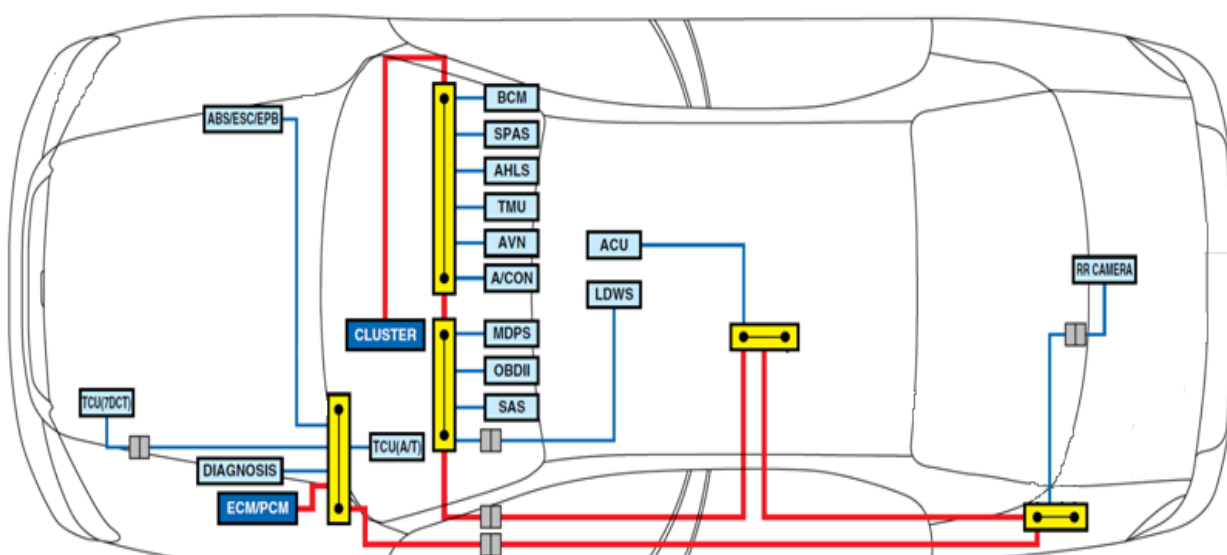 BCM
ABS/ESC/EPB
SPAS
AHLS
TMU
AVN
ACU
A/CON
RR CAMERA
LDWS
CLUSTER
MDPS
OBDII
SAS
TCU(7DCT)
TCU(A/T)
DIAGNOSIS
ECM/PCM